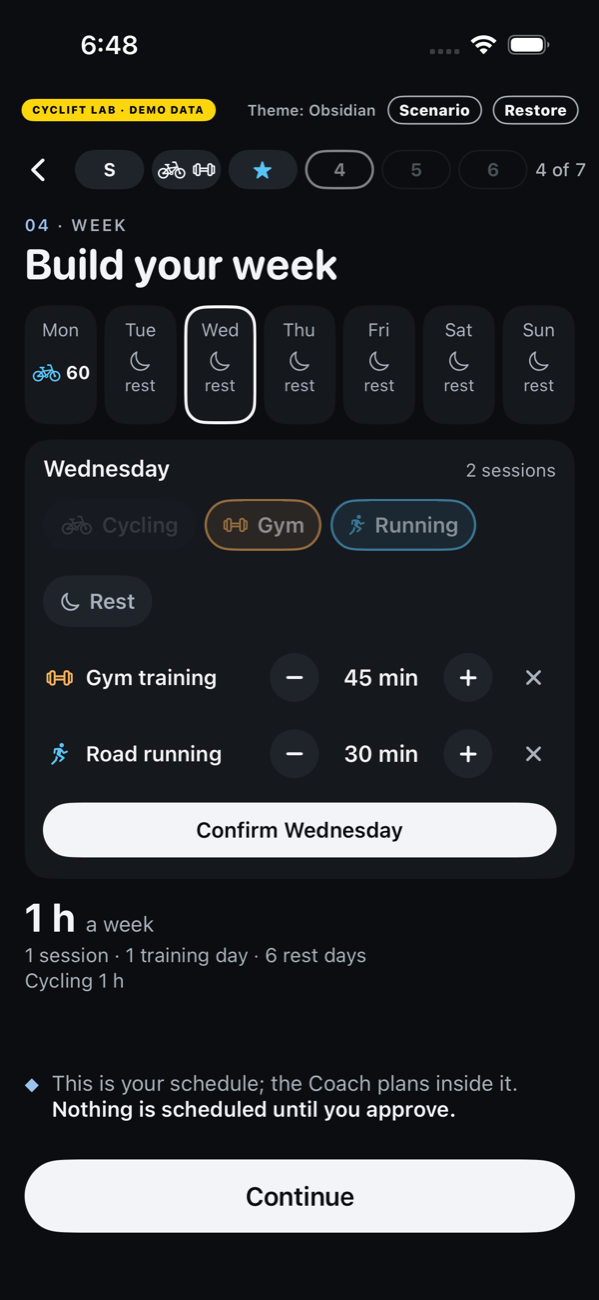 6:48
CYCLIFT LAB · DEMO DATA
Theme: Obsidian
Scenario
Restore
S
4
5
6
4 of 7
04 · WEEK
Build your week
Mon
60
Tue
rest
Wed
rest
Thu
rest
Fri
rest
Sat
rest
Sun
rest
Wednesday
2 sessions
Cycling
Gym
Running
Rest
Gym training
45 min
Road running
30 min
Confirm Wednesday
1 h a week
1 session · 1 training day · 6 rest days
Cycling 1 h
This is your schedule; the Coach plans inside it.
Nothing is scheduled until you approve.
Continue